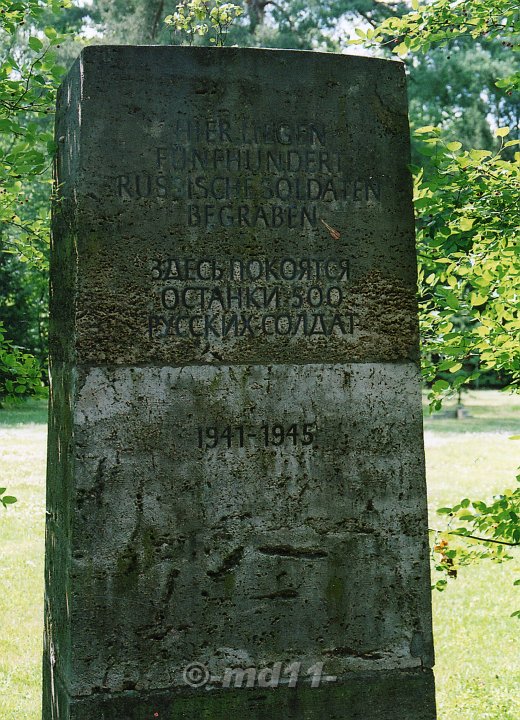 HIER LIEGEN
FÜNFHUNDERT
RUSSISCHE SOLDATEN
BEGRABEN
ЗДЕСЬ ПОКОЯТСЯ
ОСТАНКИ 500
РУССКИХ СОЛДАТ
1941-1945
©-md11-